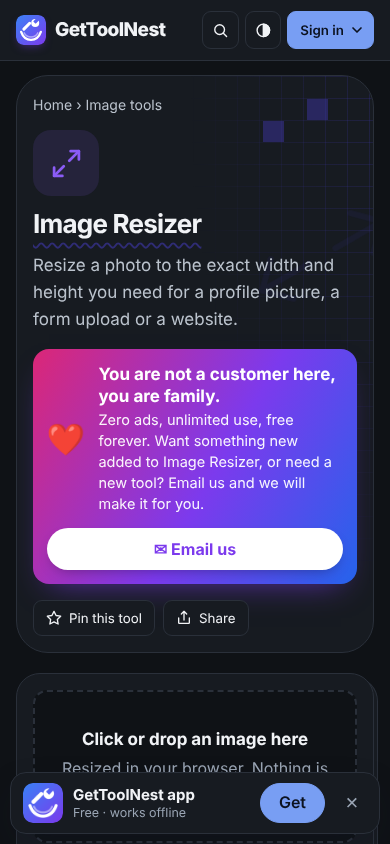 GetToolNest
Sign in
Home › Image tools
Image Resizer
Resize a photo to the exact width and
height you need for a profile picture, a
form upload or a website.
You are not a customer here,
you are family.
Zero ads, unlimited use, free
forever. Want something new
added to Image Resizer, or need a
new tool? Email us and we will
make it for you.
✉ Email us
Pin this tool
Share
Click or drop an image here
Resized in your browser. Nothing is
GetToolNest app
Free · works offline
Get